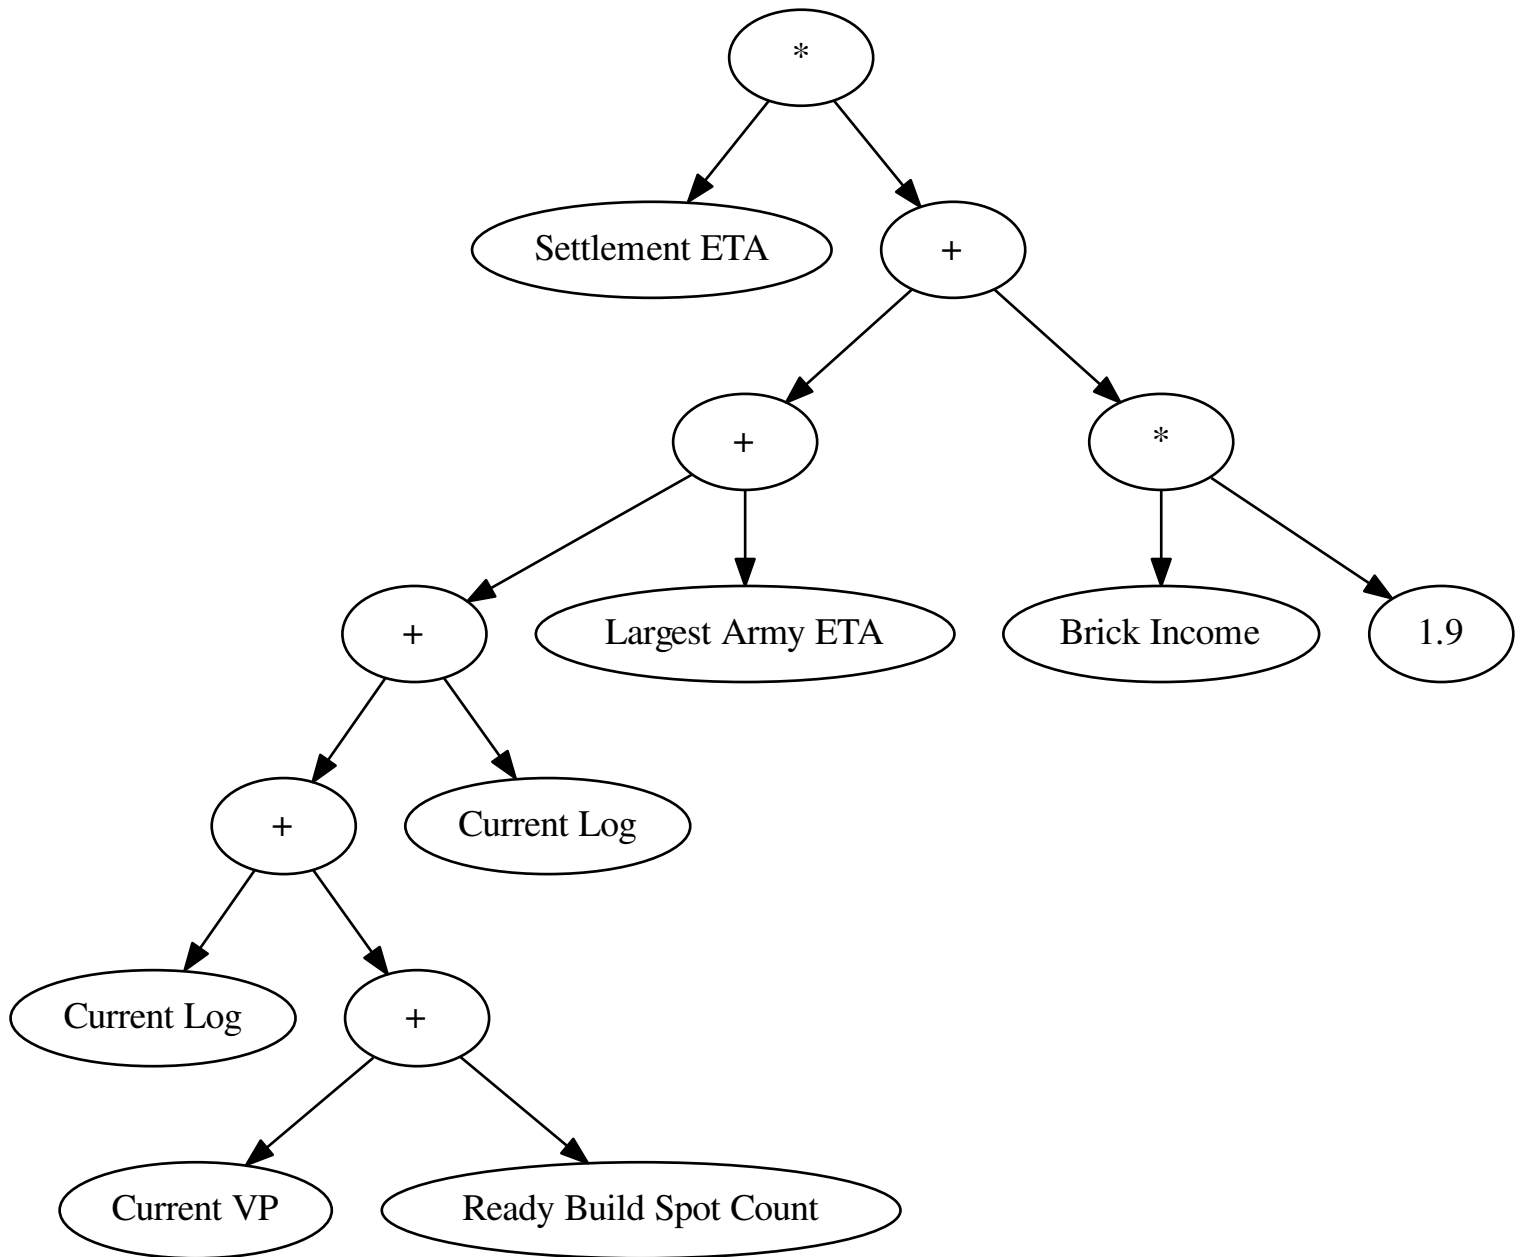 *
Settlement ETA
+
+
*
+
Largest Army ETA
Brick Income
1.9
+
Current Log
Current Log
+
Current VP
Ready Build Spot Count